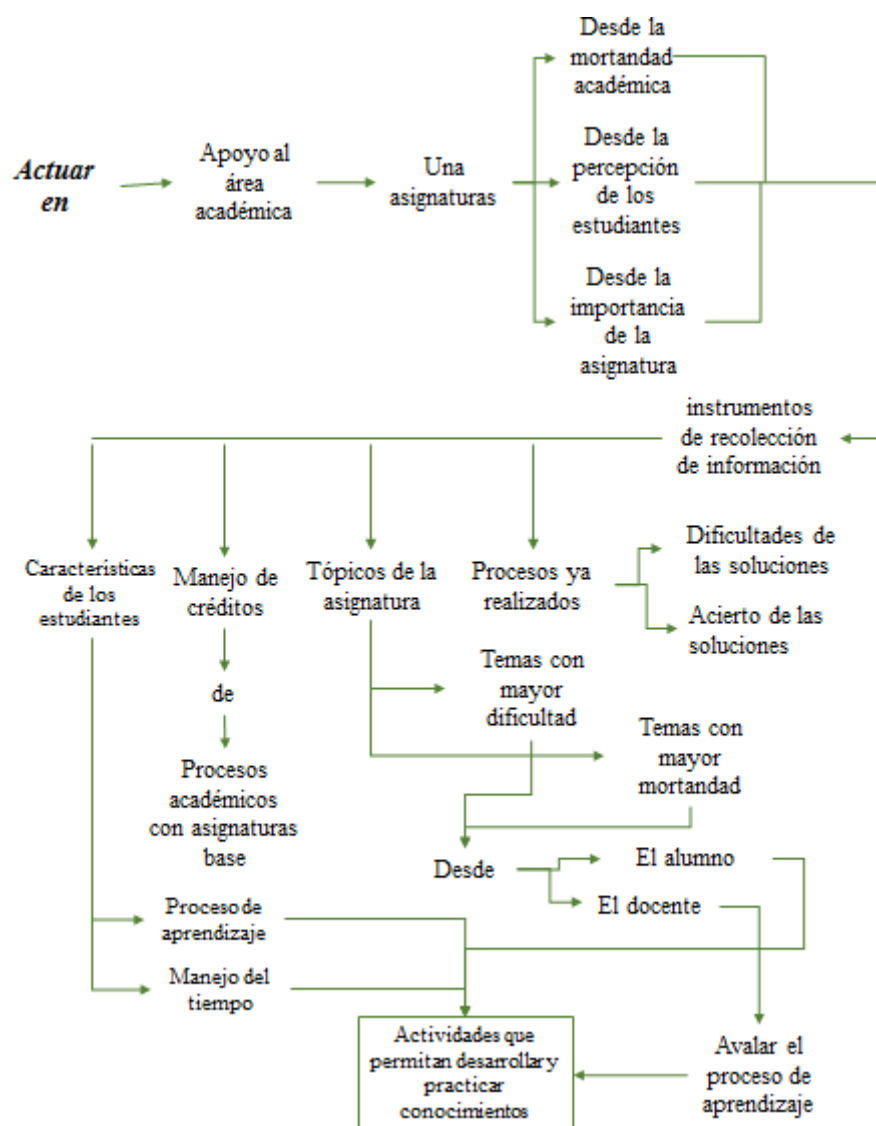 Actuar
en
Apoyo al
área
académica
Una
asignaturas
Desde la
mortandad
académica
Desde la
percepción
de los
estudiantes
Desde la
importancia
de la
asignatura
instrumentos
de recolección
de información
Caracteristicas
de los
estudiantes
Manejo de
créditos
Tópicos de la
asignatura
Procesos ya
realizados
Dificultades de
las soluciones
Acierto de las
soluciones
de
Temas con
mayor
dificultad
Temas con
mayor
mortandad
Procesos
académicos
con asignaturas
base
Desde
El alumno
El docente
Proceso de
aprendizaje
Manejo del
tiempo
Actividades que
permitan desarrollar y
practicar
conocimientos
Avalar el
proceso de
aprendizaje